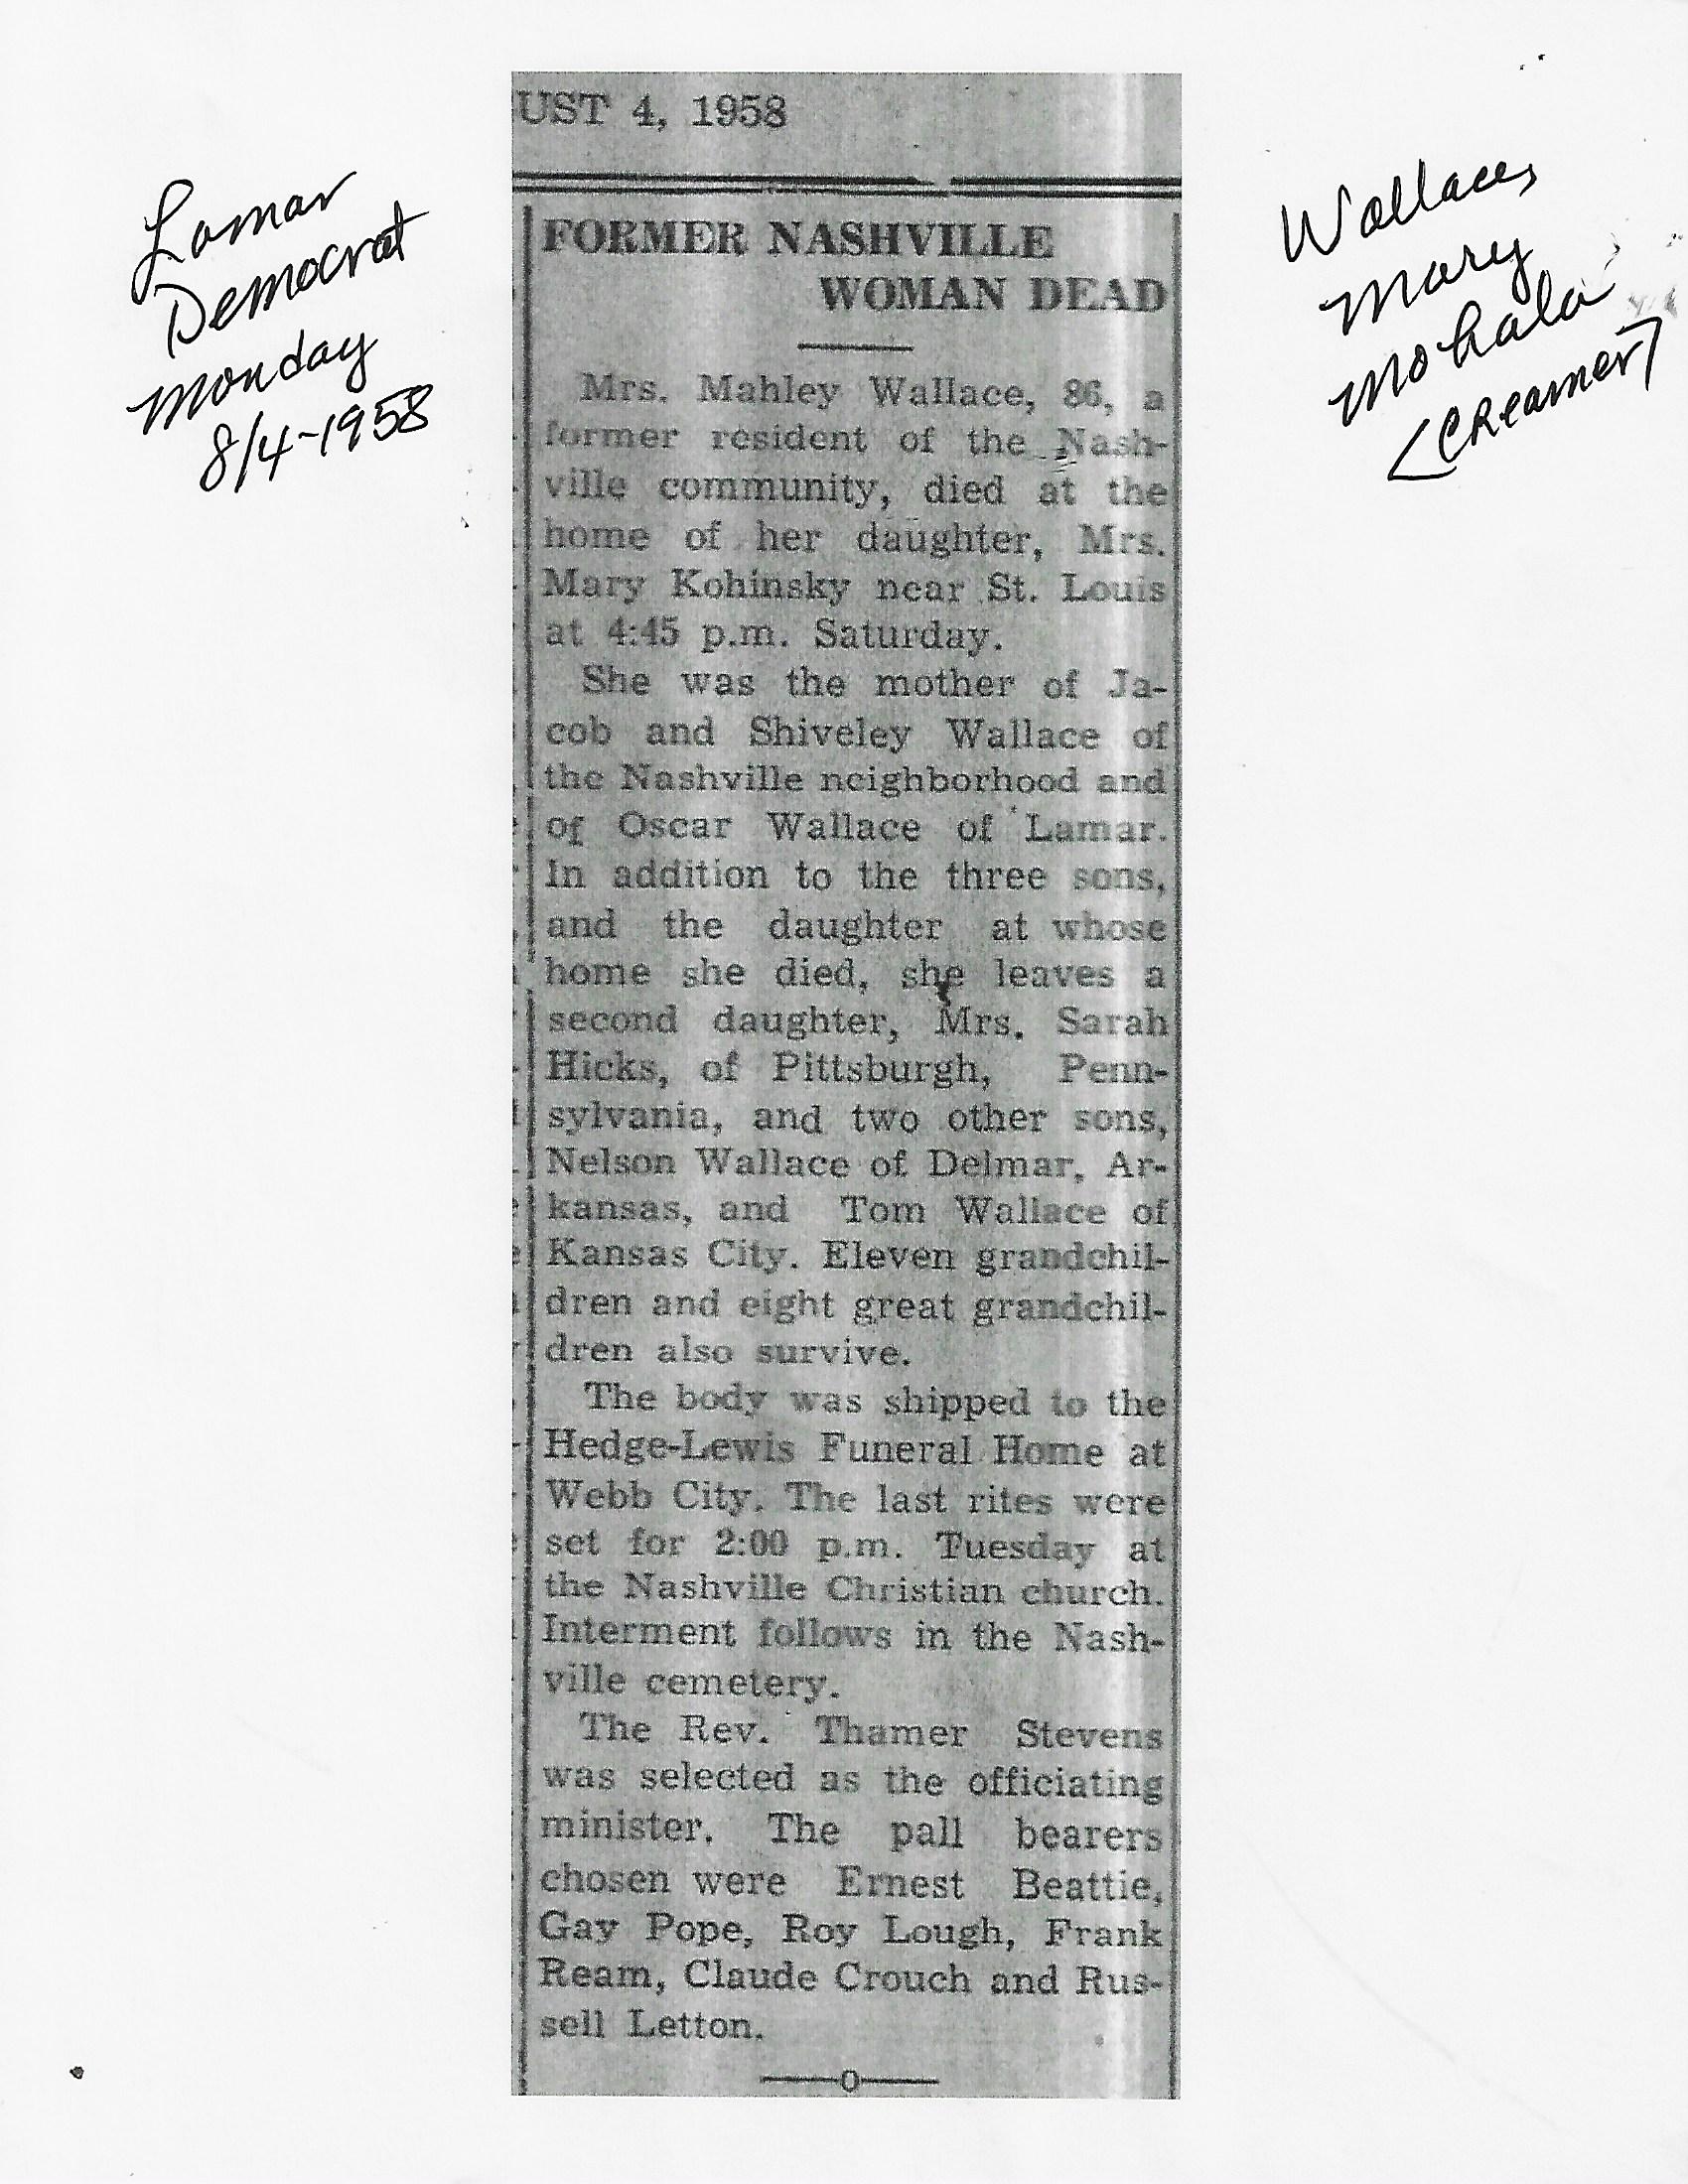 Lamar
Democrat
Monday
8/4-1958
Wallace,
Mary
Mohala
<Creamer>
UST 4, 1958
FORMER NASHVILLE
WOMAN DEAD
Mrs. Mahley Wallace, 86, a
former resident of the Nash-
ville community, died at the
home of her daughter, Mrs.
Mary Kohinsky near St. Louis
at 4:45 p.m. Saturday.
She was the mother of Ja-
cob and Shiveley Wallace of
the Nashville neighborhood and
of Oscar Wallace of Lamar.
In addition to the three sons,
and the daughter at whose
home she died, she leaves a
second daughter, Mrs. Sarah
Hicks, of Pittsburgh, Penn-
sylvania, and two other sons,
Nelson Wallace of Delmar, Ar-
kansas, and Tom Wallace of
Kansas City. Eleven grandchil-
dren and eight great grandchil-
dren also survive.
The body was shipped to the
Hedge-Lewis Funeral Home at
Webb City. The last rites were
set for 2:00 p.m. Tuesday at
the Nashville Christian church.
Interment follows in the Nash-
ville cemetery.
The Rev. Thamer Stevens
was selected as the officiating
minister. The pall bearers
chosen were Ernest Beattie,
Gay Pope, Roy Lough, Frank
Ream, Claude Crouch and Rus-
sell Letton.